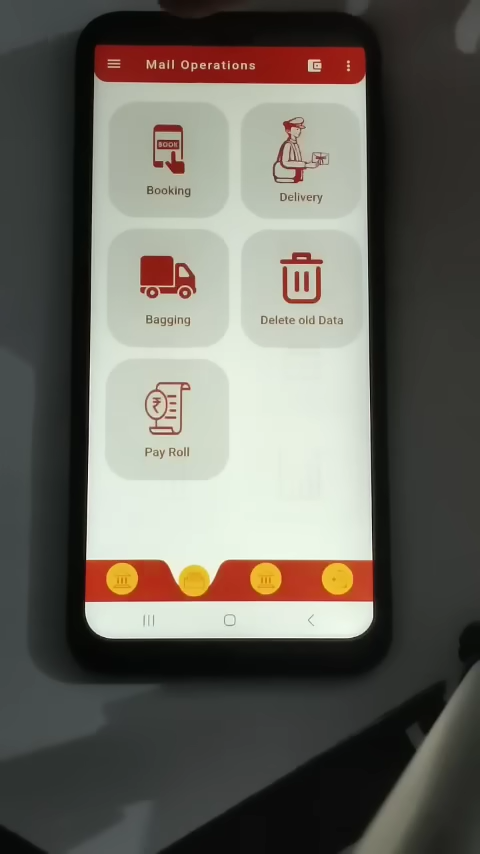 Mail Operations
BOOK
Booking
Delivery
Bagging
Delete old Data
₹
Pay Roll